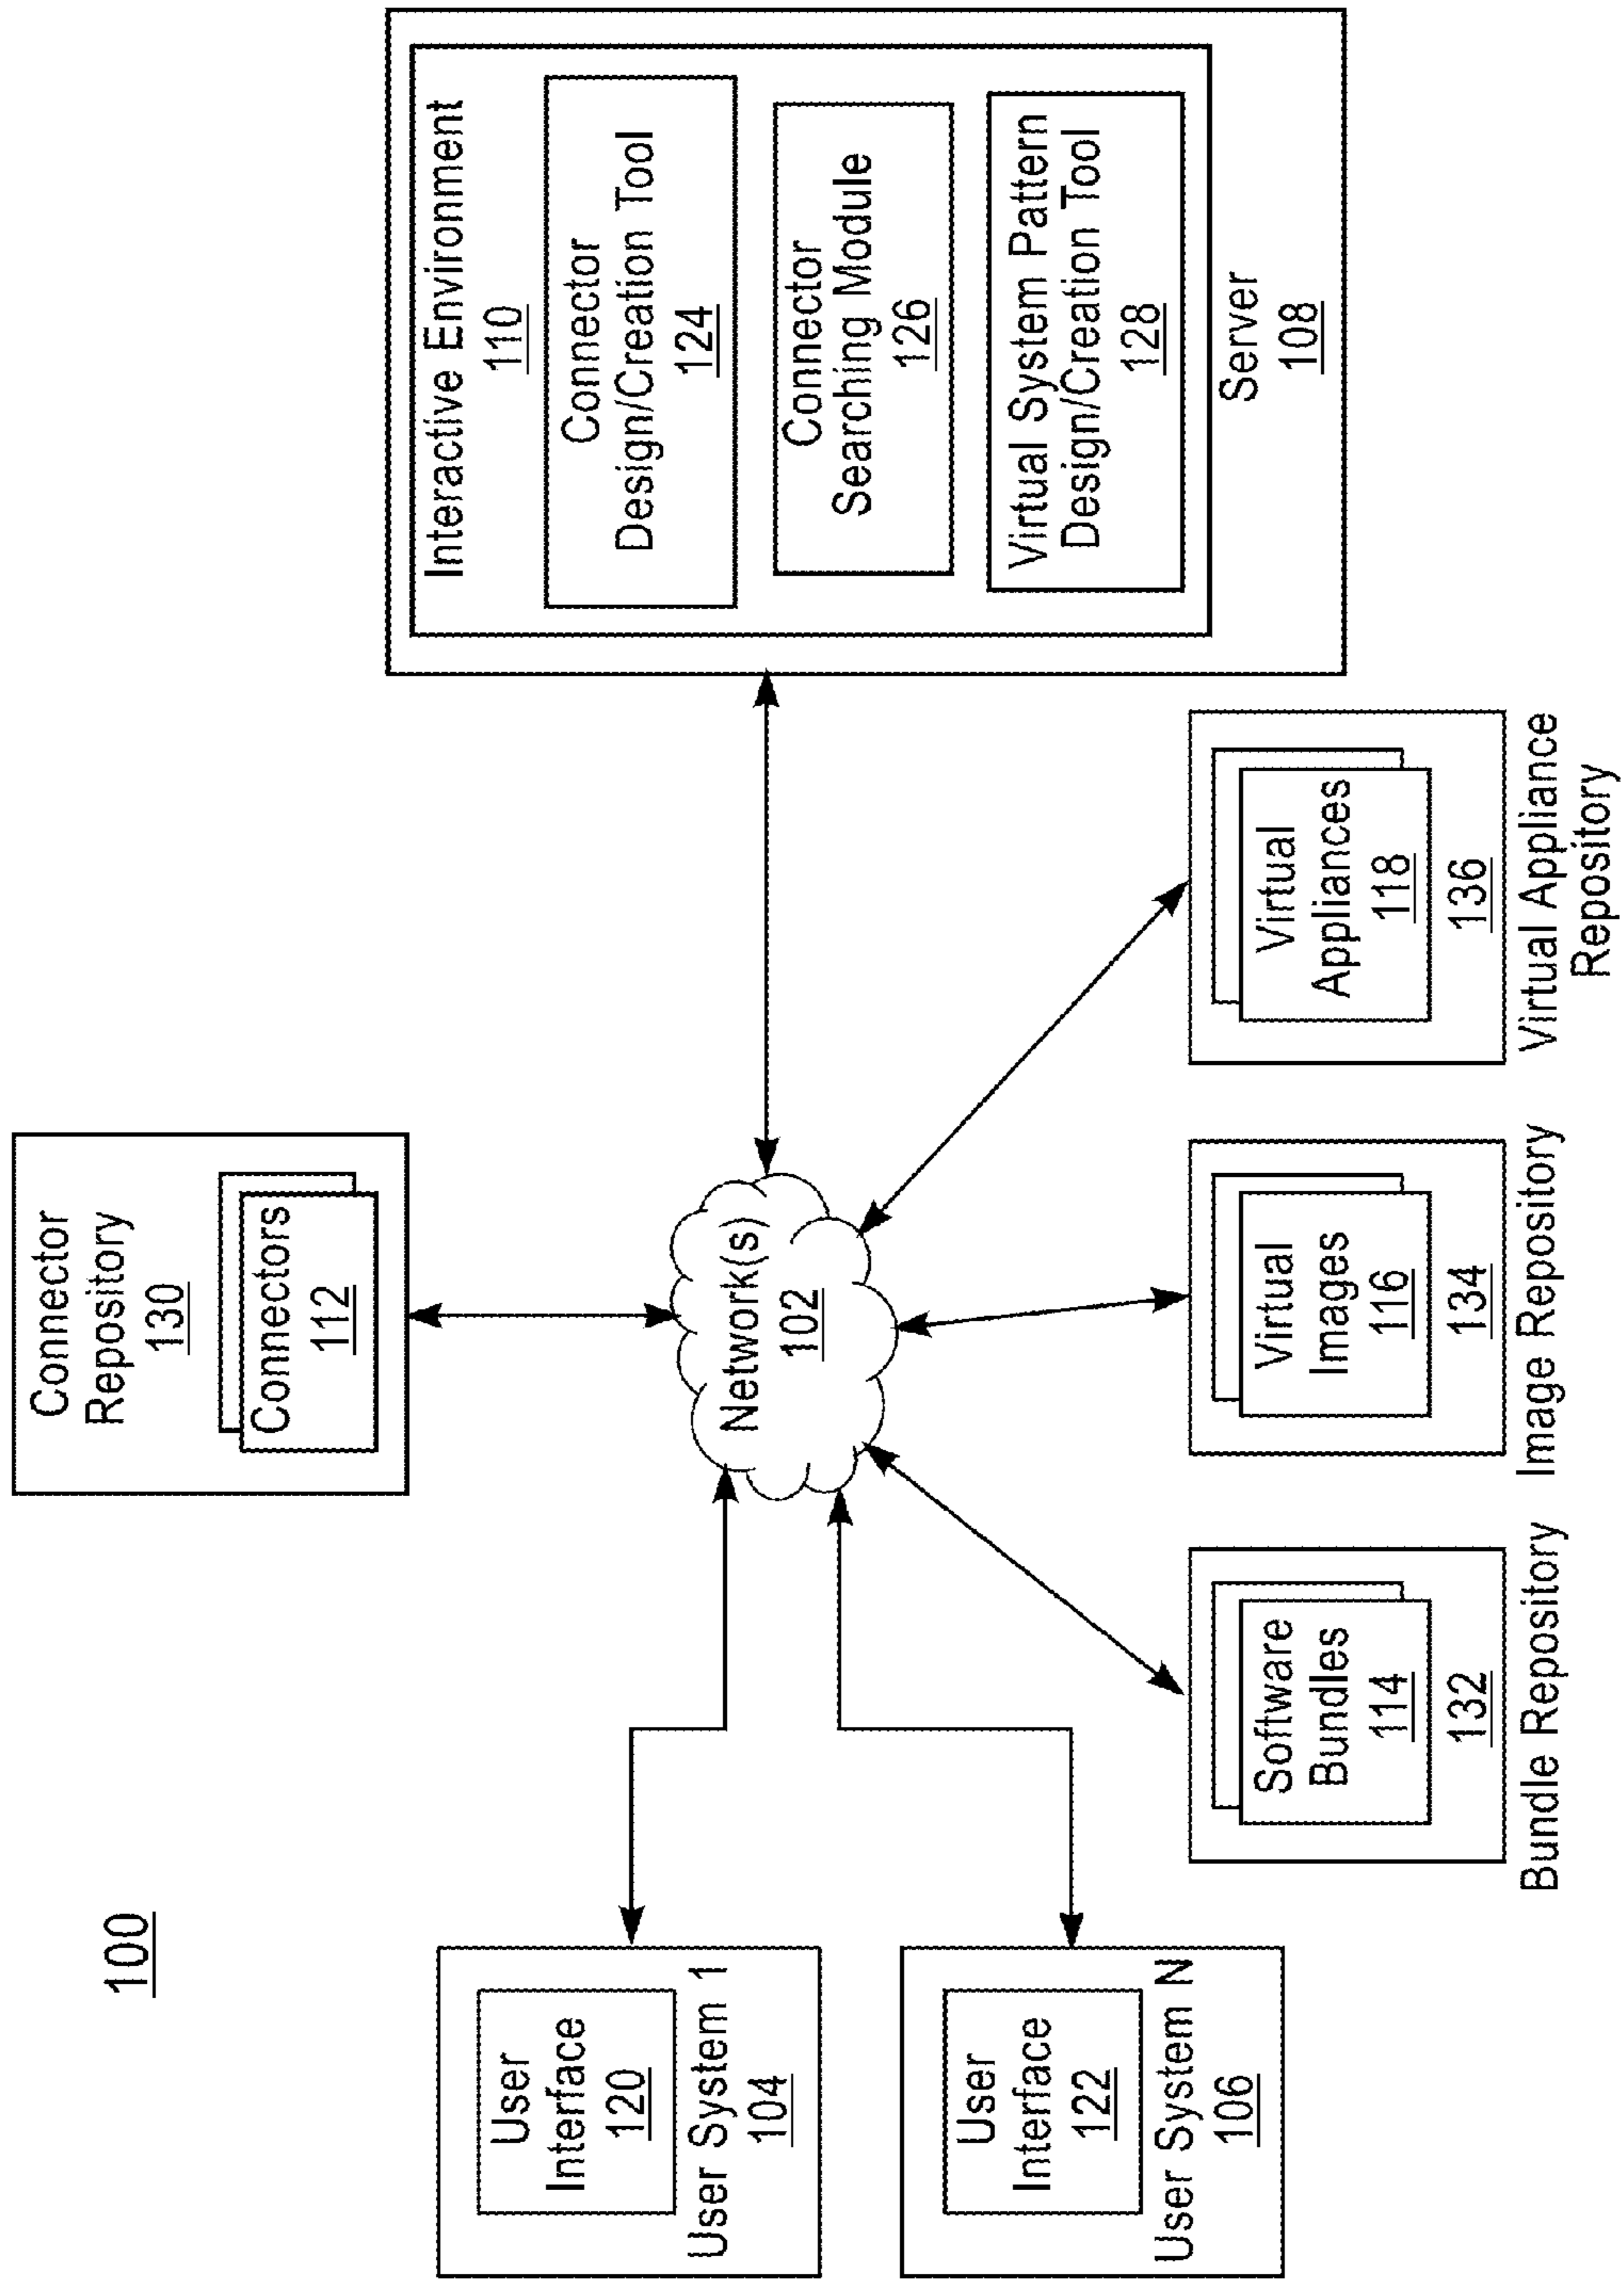 100
Connector
Repository
130
Connectors
112
User
Interface
120
User System 1
104
User
Interface
122
User System N
106
Network(s)
102
Interactive Environment
110
Connector
Design/Creation Tool
124
Connector
Searching Module
126
Virtual System Pattern
Design/Creation Tool
128
Server
108
Software
Bundles
114
132
Bundle Repository
Virtual
Images
116
134
Image Repository
Virtual
Appliances
118
136
Virtual Appliance
Repository